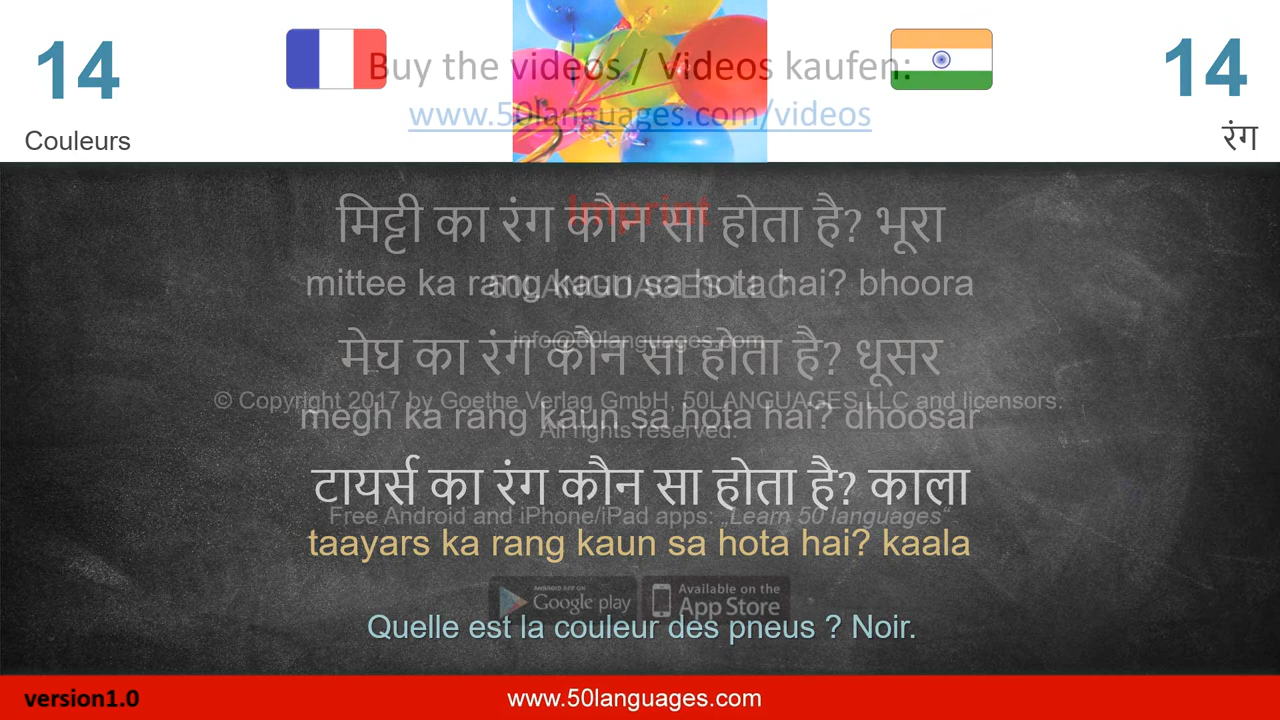 14
Couleurs
Buy the videos / Videos kaufen:
www.50languages.com/videos
14
रंग
मिट्टी का रंग कौन सा होता है? भूरा
Imprint
mittee ka rang kaun sa hota hai? bhoora
50LANGUAGES LLC
info@50languages.com
मेघ का रंग कौन सा होता है? धूसर
© Copyright 2017 by Goethe Verlag GmbH, 50LANGUAGES LLC and licensors.
megh ka rang kaun sa hota hai? dhoosar
All rights reserved.
टायर्स का रंग कौन सा होता है? काला
Free Android and iPhone/iPad apps: „Learn 50 languages“
taayars ka rang kaun sa hota hai? kaala
ANDROID APP ON
Google play
Available on the
App Store
Quelle est la couleur des pneus ? Noir.
version1.0
www.50languages.com